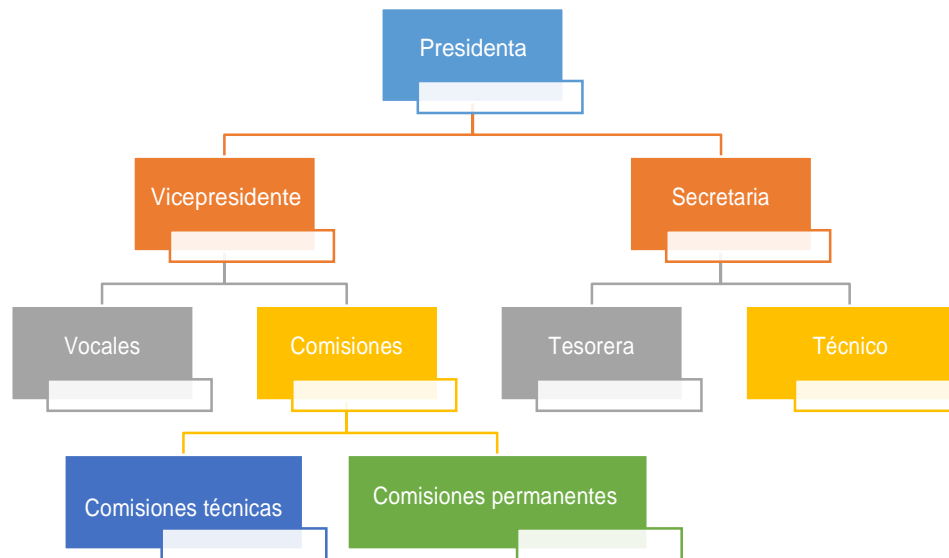 Presidenta
Vicepresidente
Secretaria
Vocales
Comisiones
Tesorera
Técnico
Comisiones técnicas
Comisiones permanentes